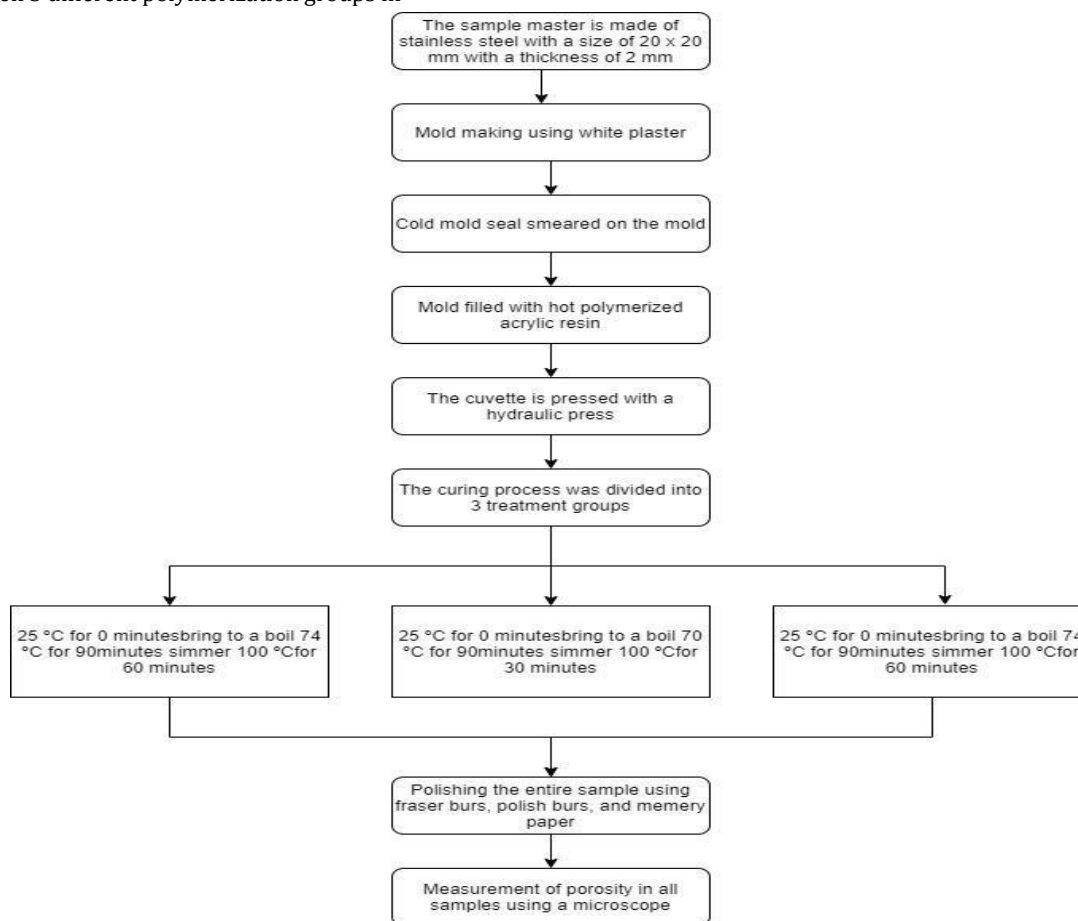 The sample master is made of
stainless steel with a size of 20 x 20
mm with a thickness of 2 mm
Mold making using white plaster
Cold mold seal smeared on the mold
Mold filled with hot polymerized
acrylic resin
The cuvette is pressed with a
hydraulic press
The curing process was divided into
3 treatment groups
25 °C for 0 minutesbring to a boil 74
°C for 90minutes simmer 100 °Cfor
60 minutes
25 °C for 0 minutesbring to a boil 70
°C for 90minutes simmer 100 °Cfor
30 minutes
25 °C for 0 minutesbring to a boil 74
°C for 90minutes simmer 100 °Cfor
60 minutes
Polishing the entire sample using
fraser burs, polish burs, and memery
paper
Measurement of porosity in all
samples using a microscope